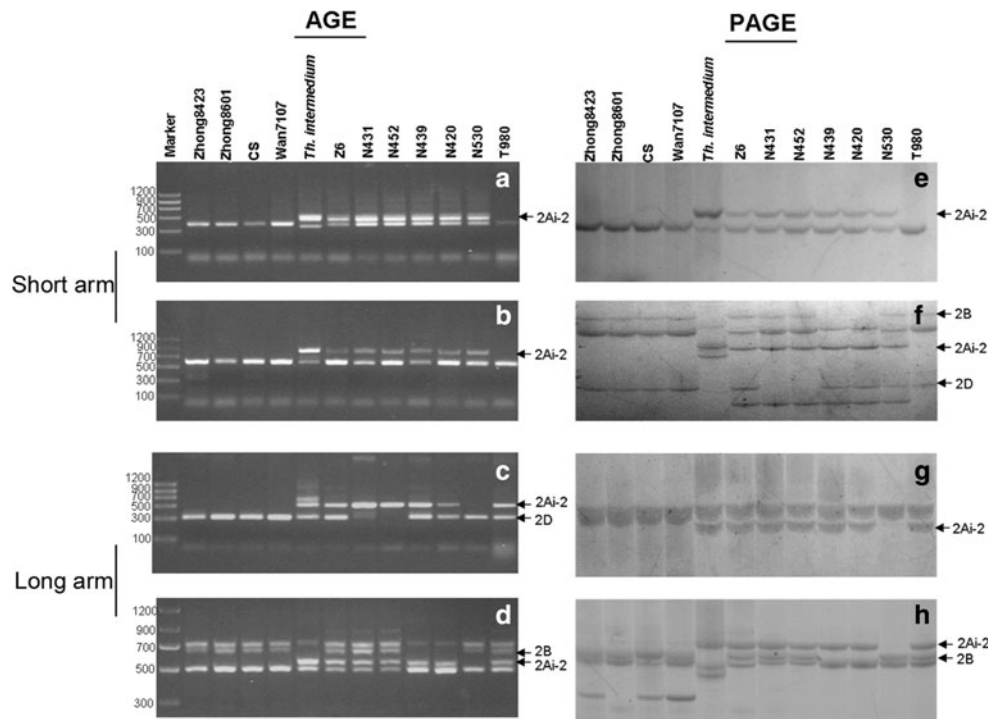 AGE
PAGE
Marker
Zhong8423
Zhong8601
CS
Wan7107
Th. intermedium
Z6
N431
N452
N439
N420
N530
T980
Zhong8423
Zhong8601
CS
Wan7107
Th. intermedium
Z6
N431
N452
N439
N420
N530
T980
Short arm
1200
900
700
500
300
100
a
2Ai-2
e
2Ai-2
1200
900
700
500
300
100
b
2Ai-2
f
2B
2Ai-2
2D
Long arm
1200
900
700
500
300
100
c
2Ai-2
2D
g
2Ai-2
1200
900
700
500
300
d
2B
2Ai-2
h
2Ai-2
2B